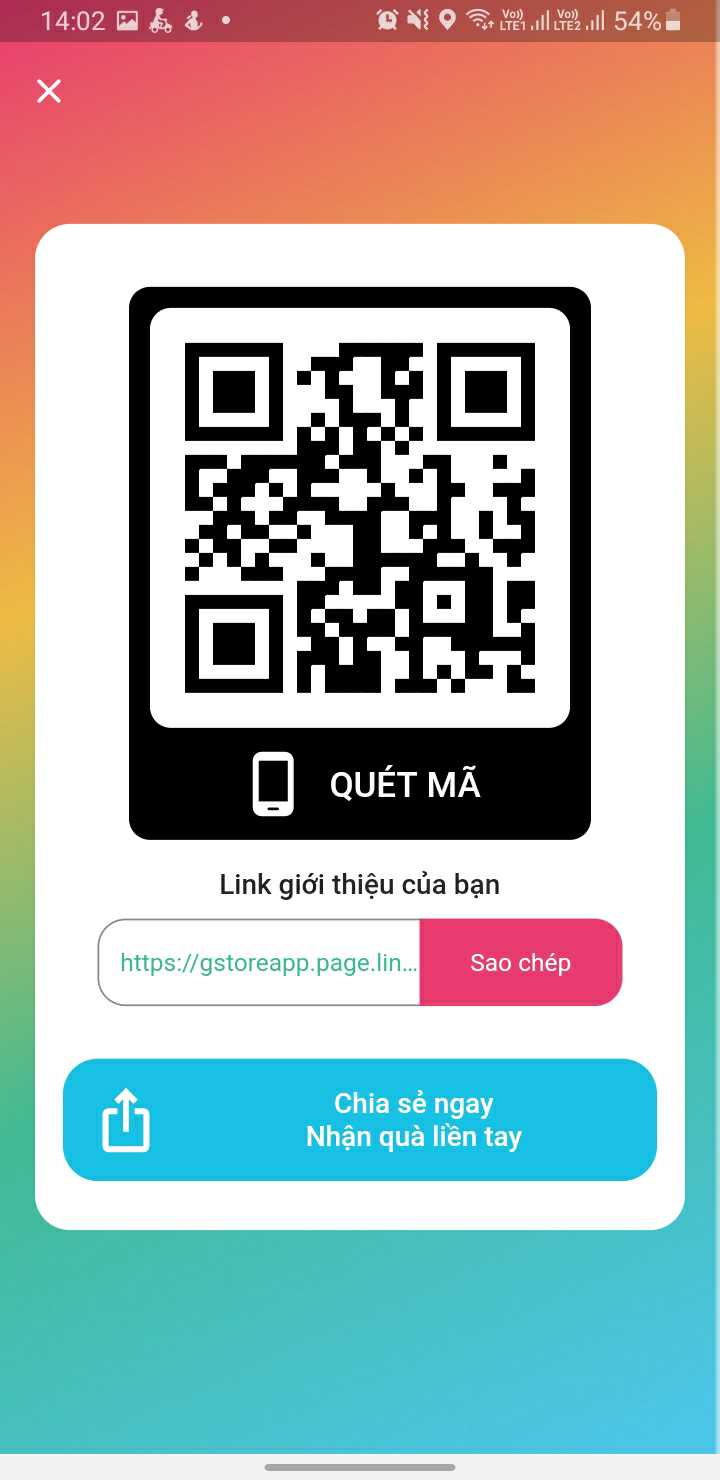 14:02
Vo)) LTE1 Vo)) LTE2 54%
QUÉT MÃ
Link giới thiệu của bạn
https://gstoreapp.page.lin... Sao chép
Chia sẻ ngay
Nhận quà liền tay